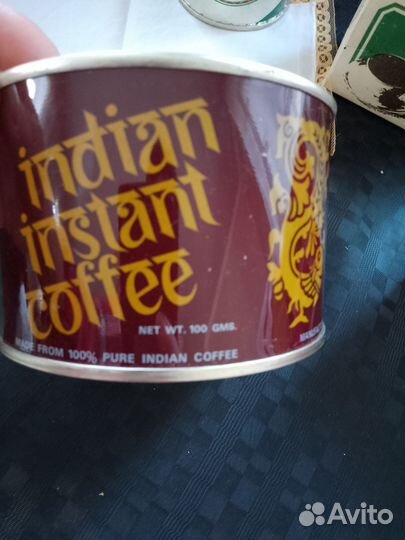 indian
instant
coffee
NET WT. 100 GMS.
MADE FROM 100% PURE INDIAN COFFEE
Avito